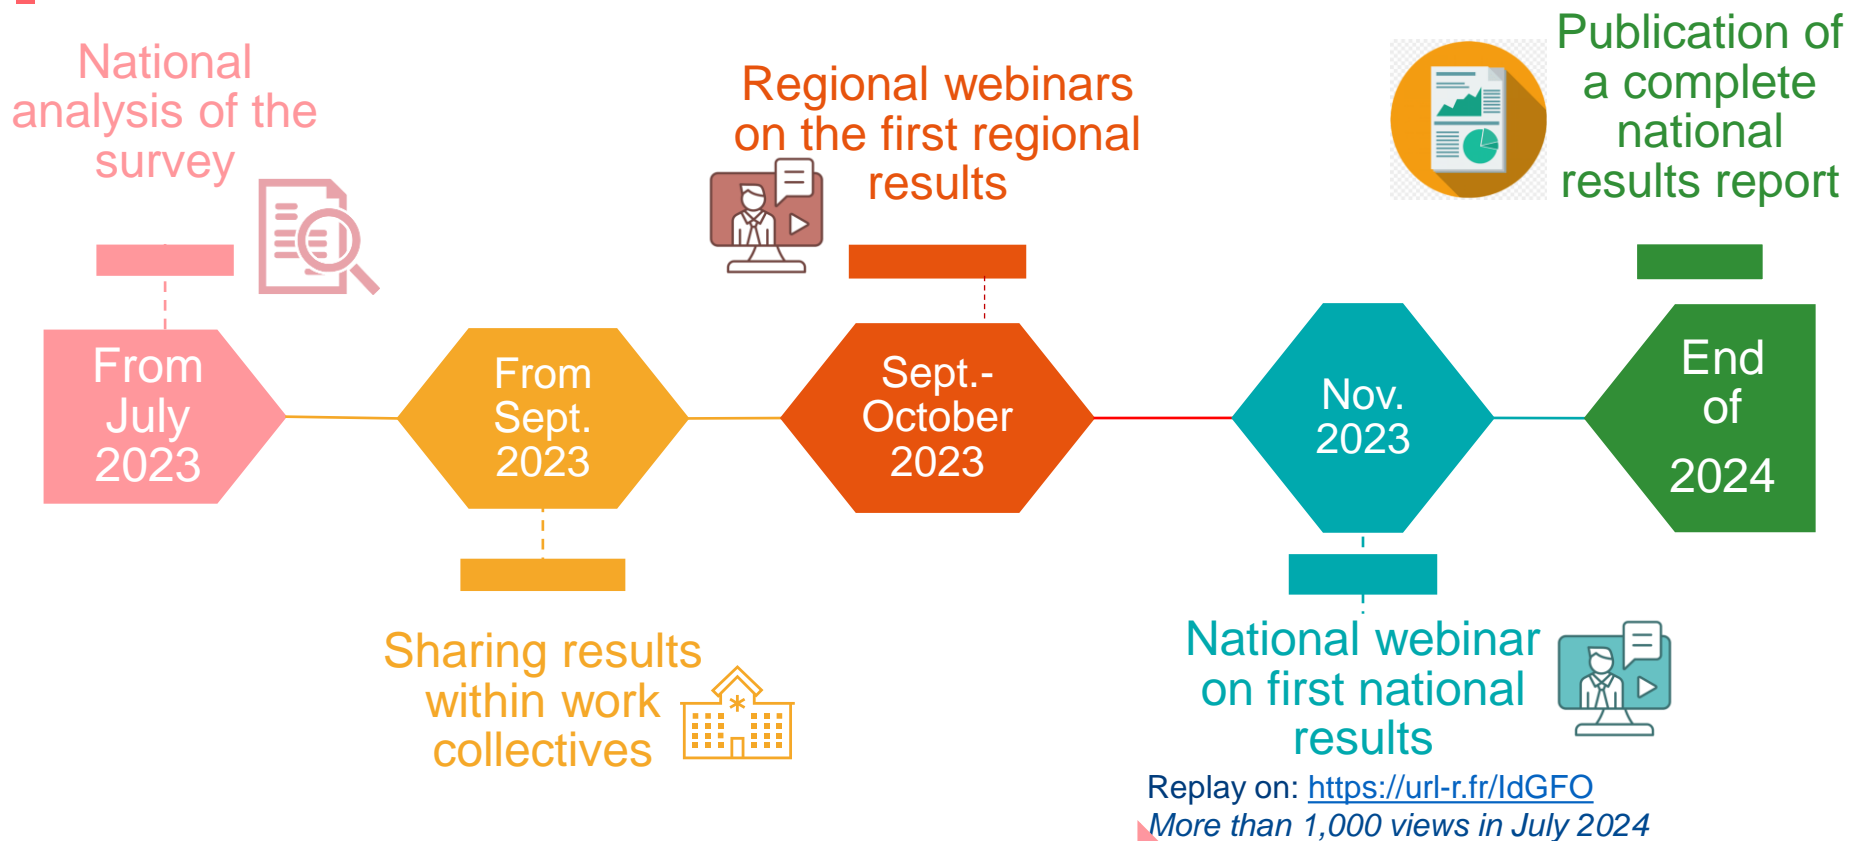 National
analysis of the
survey
Regional webinars
on the first regional
results
Publication of
a complete
national
results report
From
July
2023
From
Sept.
2023
Sept.-
October
2023
Nov.
2023
End
of
2024
Sharing results
within work
collectives
National webinar
on first national
results
Replay on: https://url-r.fr/IdGFO
More than 1,000 views in July 2024